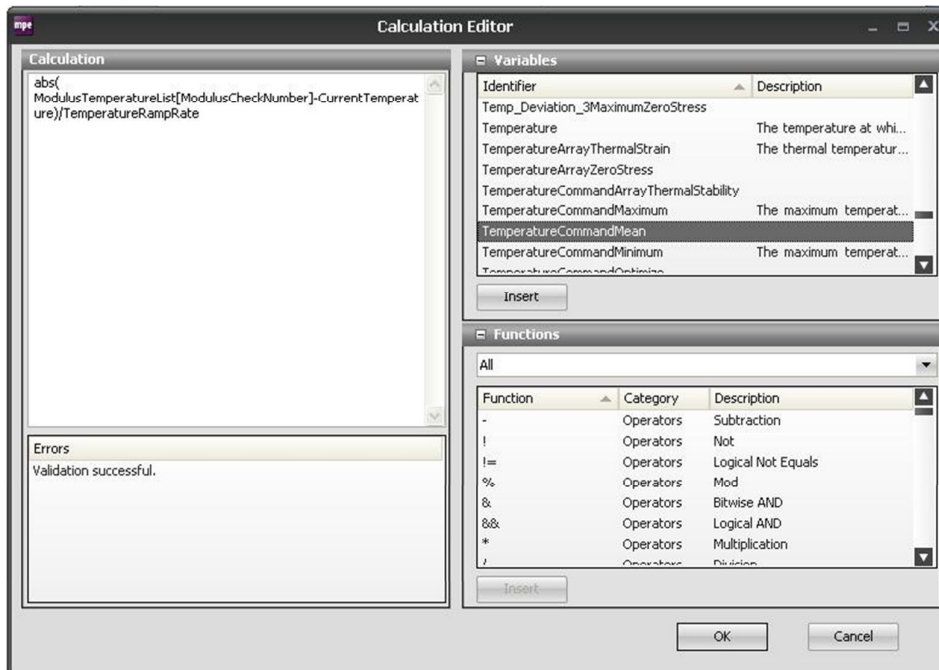 mpe
Calculation Editor
Calculation
abs(
ModulusTemperatureList[ModulusCheckNumber]-CurrentTemperat
ure)/TemperatureRampRate
Errors
Validation successful.
Variables
Identifier Description
Temp_Deviation_3MaximumZeroStress
Temperature The temperature at whi...
TemperatureArrayThermalStrain The thermal temperatur...
TemperatureArrayZeroStress
TemperatureCommandArrayThermalStability
TemperatureCommandMaximum The maximum temperat...
TemperatureCommandMean
TemperatureCommandMinimum The maximum temperat...
TemperatureCommandOptimize
Insert
Functions
All
Function Category Description
- Operators Subtraction
! Operators Not
!= Operators Logical Not Equals
% Operators Mod
& Operators Bitwise AND
&& Operators Logical AND
* Operators Multiplication
/ Operators Division
Insert
OK Cancel